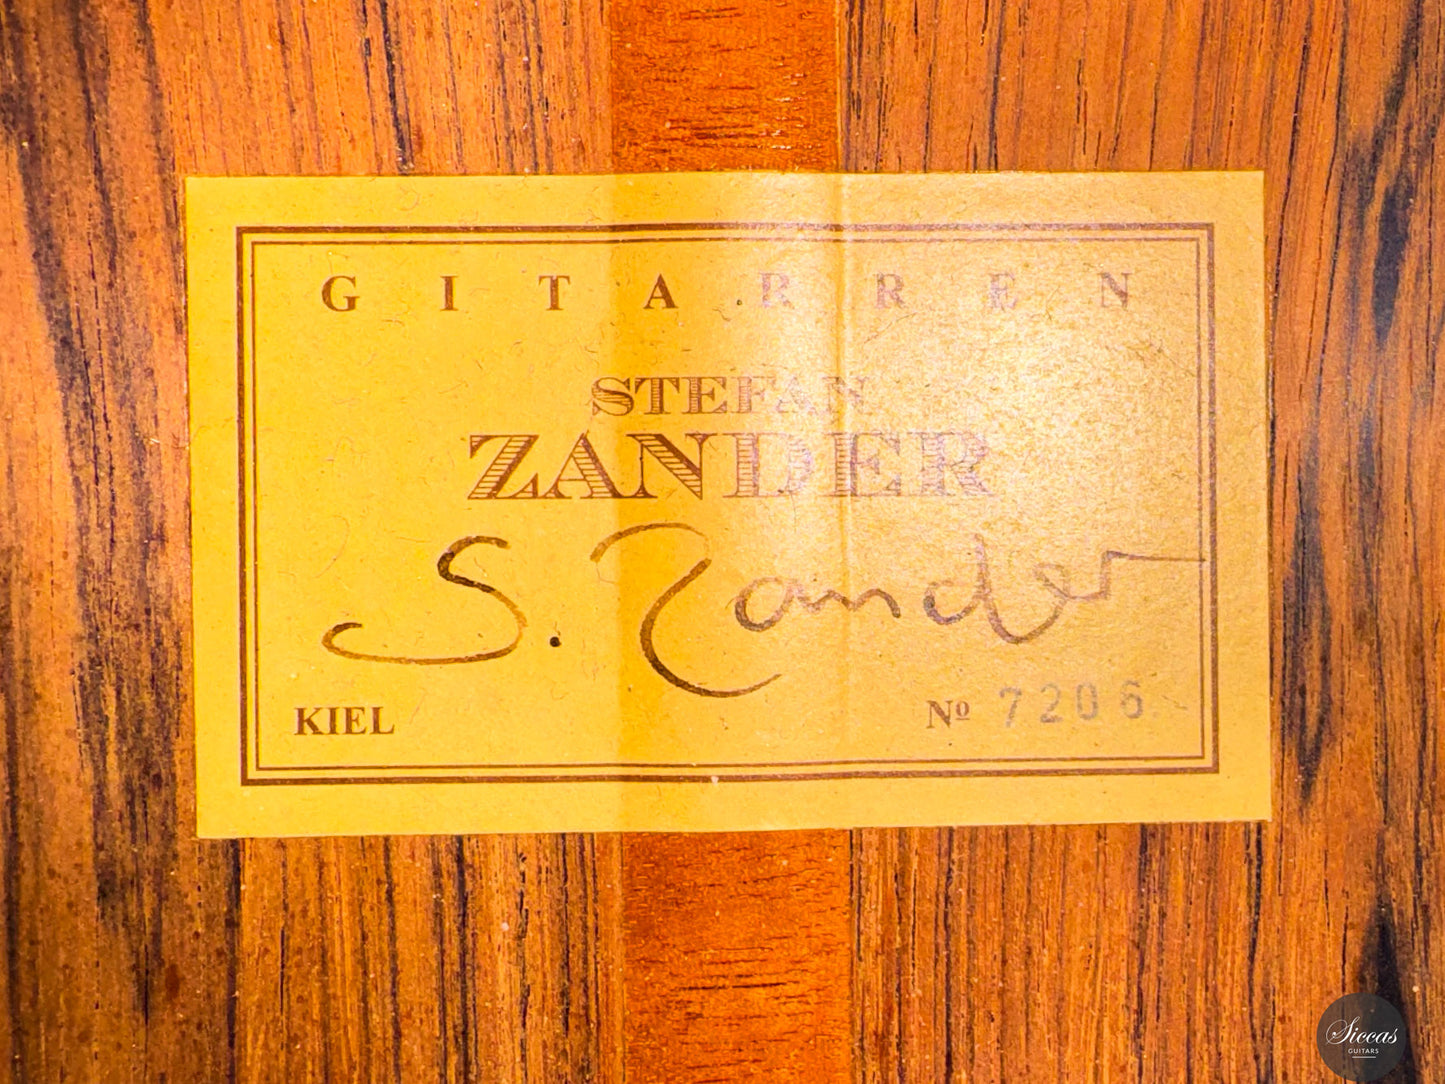 GITARREN
STEFAN
ZANDER
S. Zander
KIEL
Nº 7206
Siccas
GUITARS